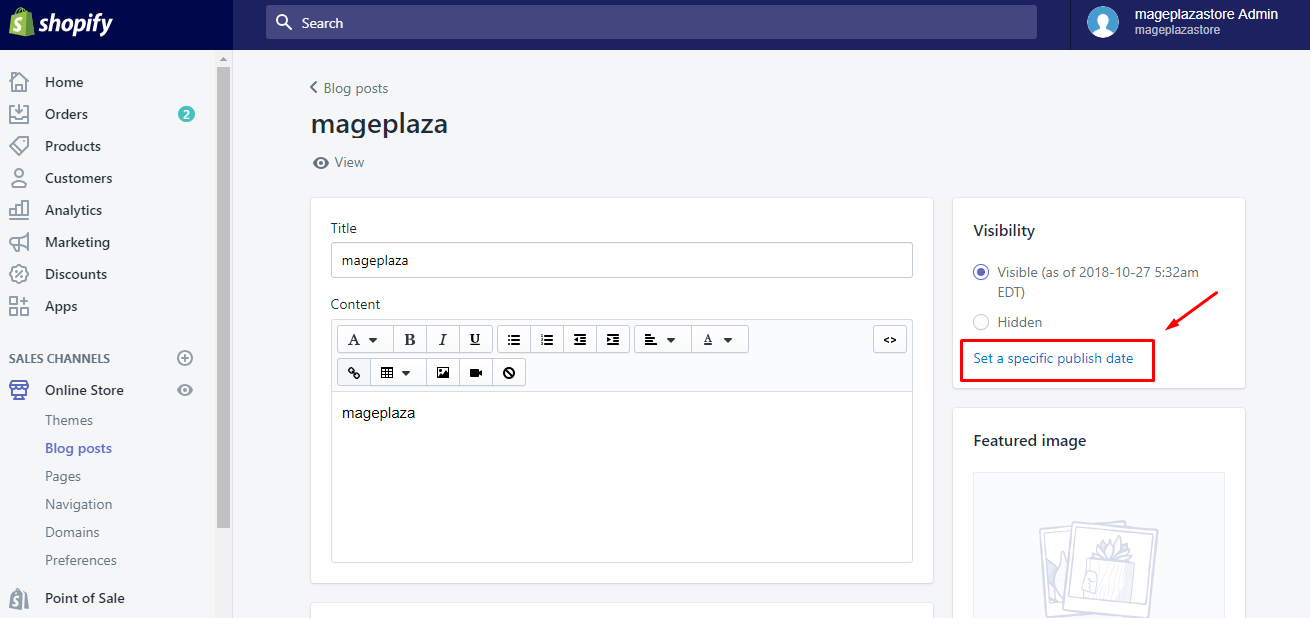 shopify
Search
mageplazastore Admin
mageplazastore
Home
Orders
2
Products
Customers
Analytics
Marketing
Discounts
Apps
SALES CHANNELS
Online Store
Themes
Blog posts
Pages
Navigation
Domains
Preferences
Point of Sale
Blog posts
mageplaza
View
Title
mageplaza
Content
A
B
I
U
A
<>
mageplaza
Visibility
Visible (as of 2018-10-27 5:32am
EDT)
Hidden
Set a specific publish date
Featured image